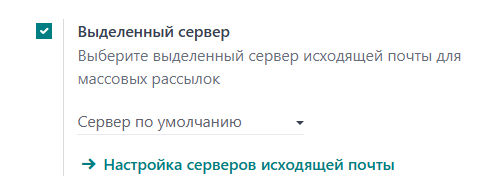 Выделенный сервер
Выберите выделенный сервер исходящей почты для
массовых рассылок
Сервер по умолчанию
Настройка серверов исходящей почты